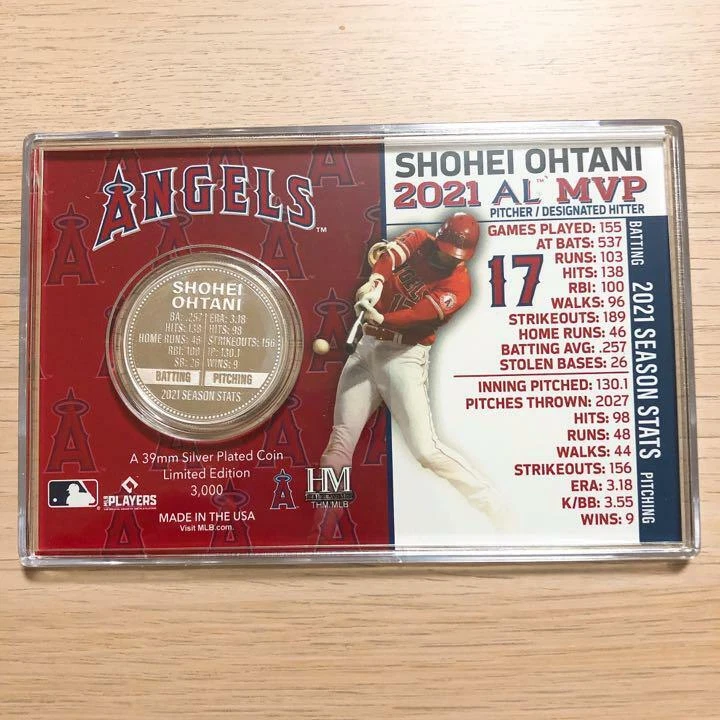 ANGELS™
SHOHEI
OHTANI
BA: .257 ERA: 3.18
HITS: 138 HITS: 98
HOME RUNS: 46 STRIKEOUTS: 156
RBI: 100 IP: 130.1
SB: 26 WINS: 9
BATTING PITCHING
2021 SEASON STATS
A 39mm Silver Plated Coin
Limited Edition
3,000
PLAYERS
HM
THM.MLB
MADE IN THE USA
Visit MLB.com.
SHOHEI OHTANI
2021 AL™ MVP
PITCHER / DESIGNATED HITTER
17
GAMES PLAYED: 155
AT BATS: 537
RUNS: 103
HITS: 138
RBI: 100
WALKS: 96
STRIKEOUTS: 189
HOME RUNS: 46
BATTING AVG: .257
STOLEN BASES: 26
INNING PITCHED: 130.1
PITCHES THROWN: 2027
HITS: 98
RUNS: 48
WALKS: 44
STRIKEOUTS: 156
ERA: 3.18
K/BB: 3.55
WINS: 9
BATTING
2021 SEASON STATS
PITCHING